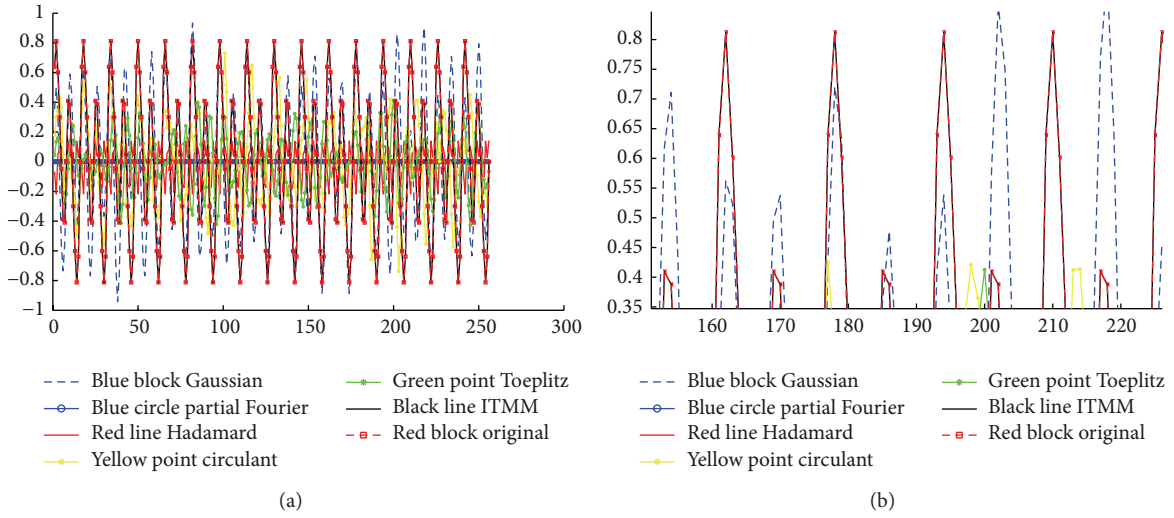 1
0.8
0.6
0.4
0.2
0
−0.2
−0.4
−0.6
−0.8
−1
0 50 100 150 200 250 300
Blue block Gaussian
Blue circle partial Fourier
Red line Hadamard
Yellow point circulant
Green point Toeplitz
Black line ITMM
Red block original
(a)
0.8
0.75
0.7
0.65
0.6
0.55
0.5
0.45
0.4
0.35
160 170 180 190 200 210 220
Blue block Gaussian
Blue circle partial Fourier
Red line Hadamard
Yellow point circulant
Green point Toeplitz
Black line ITMM
Red block original
(b)